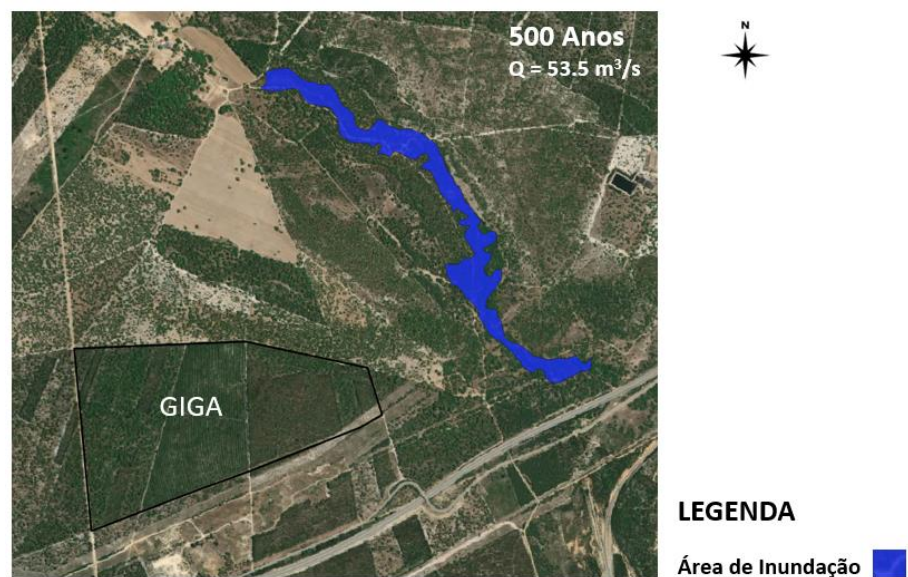 500 Anos
Q = 53.5 m³/s
N
GIGA
LEGENDA
Área de Inundação